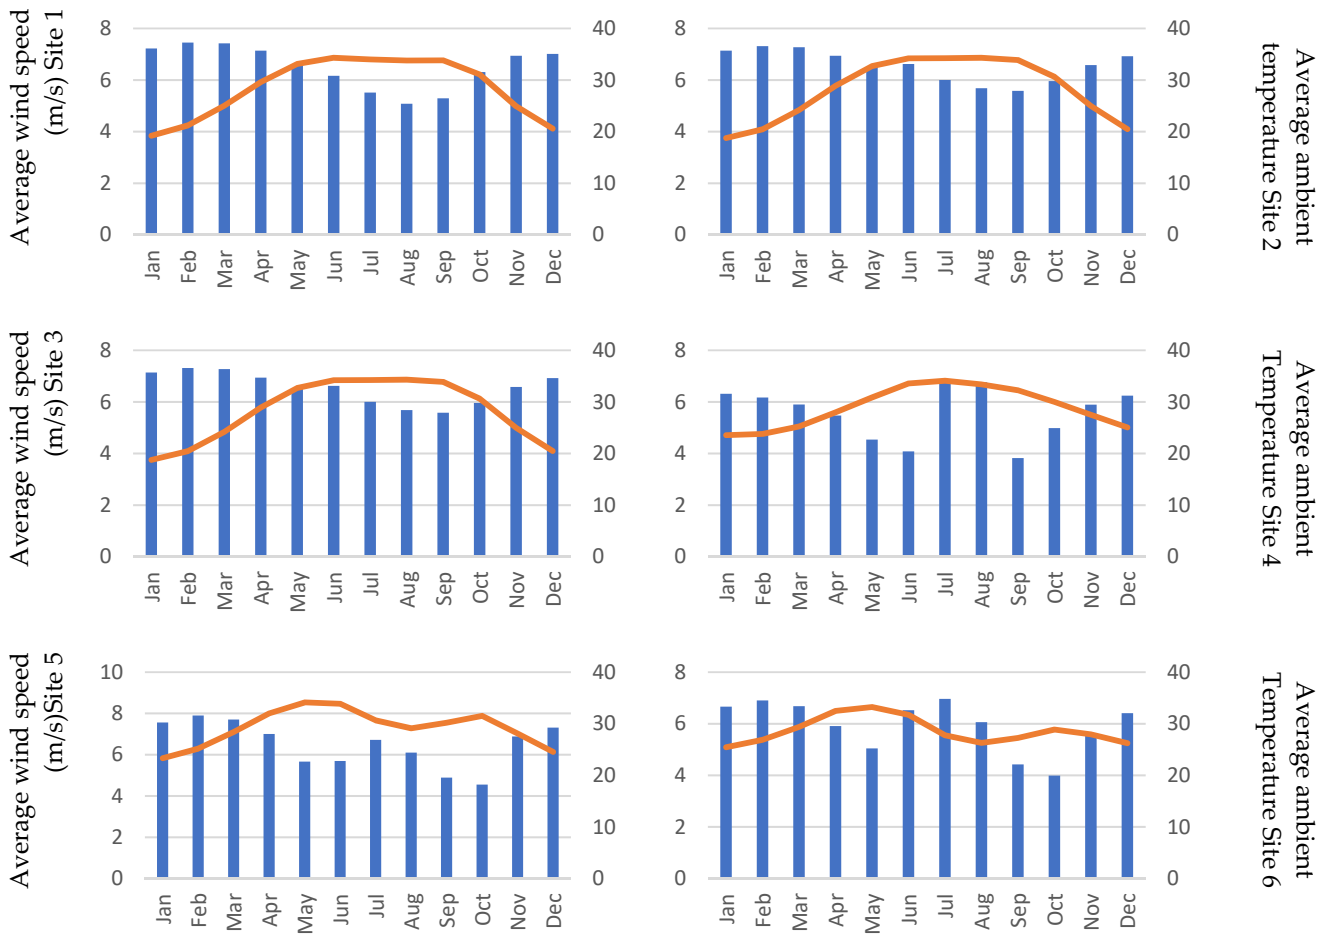 Average wind speed
(m/s) Site 1
8
6
4
2
0
40
30
20
10
0
Jan
Feb
Mar
Apr
May
Jun
Jul
Aug
Sep
Oct
Nov
Dec
8
6
4
2
0
40
30
20
10
0
Jan
Feb
Mar
Apr
May
Jun
Jul
Aug
Sep
Oct
Nov
Dec
Average ambient
temperature Site 2
Average wind speed
(m/s) Site 3
8
6
4
2
0
40
30
20
10
0
Jan
Feb
Mar
Apr
May
Jun
Jul
Aug
Sep
Oct
Nov
Dec
8
6
4
2
0
40
30
20
10
0
Jan
Feb
Mar
Apr
May
Jun
Jul
Aug
Sep
Oct
Nov
Dec
Average ambient
Temperature Site 4
Average wind speed
(m/s)Site 5
10
8
6
4
2
0
40
30
20
10
0
Jan
Feb
Mar
Apr
May
Jun
Jul
Aug
Sep
Oct
Nov
Dec
8
6
4
2
0
40
30
20
10
0
Jan
Feb
Mar
Apr
May
Jun
Jul
Aug
Sep
Oct
Nov
Dec
Average ambient
Temperature Site 6